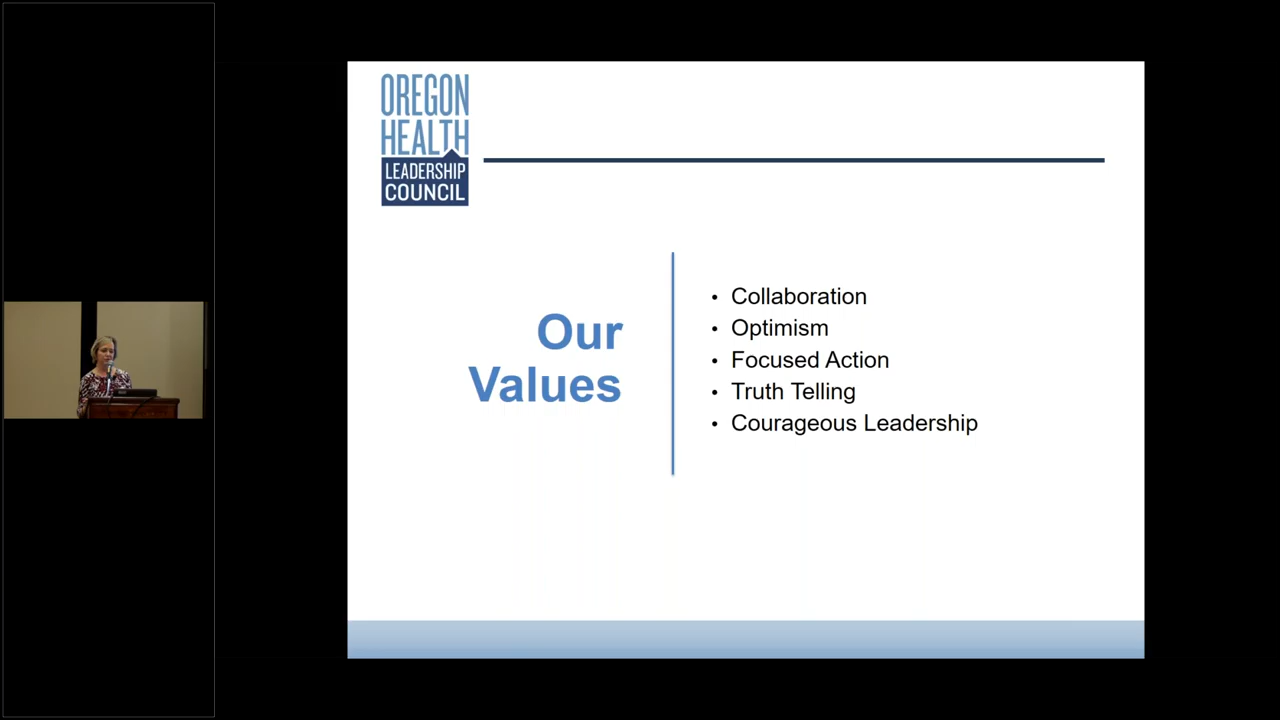 OREGON
HEALTH
LEADERSHIP
COUNCIL
Our
Values
• Collaboration
• Optimism
• Focused Action
• Truth Telling
• Courageous Leadership